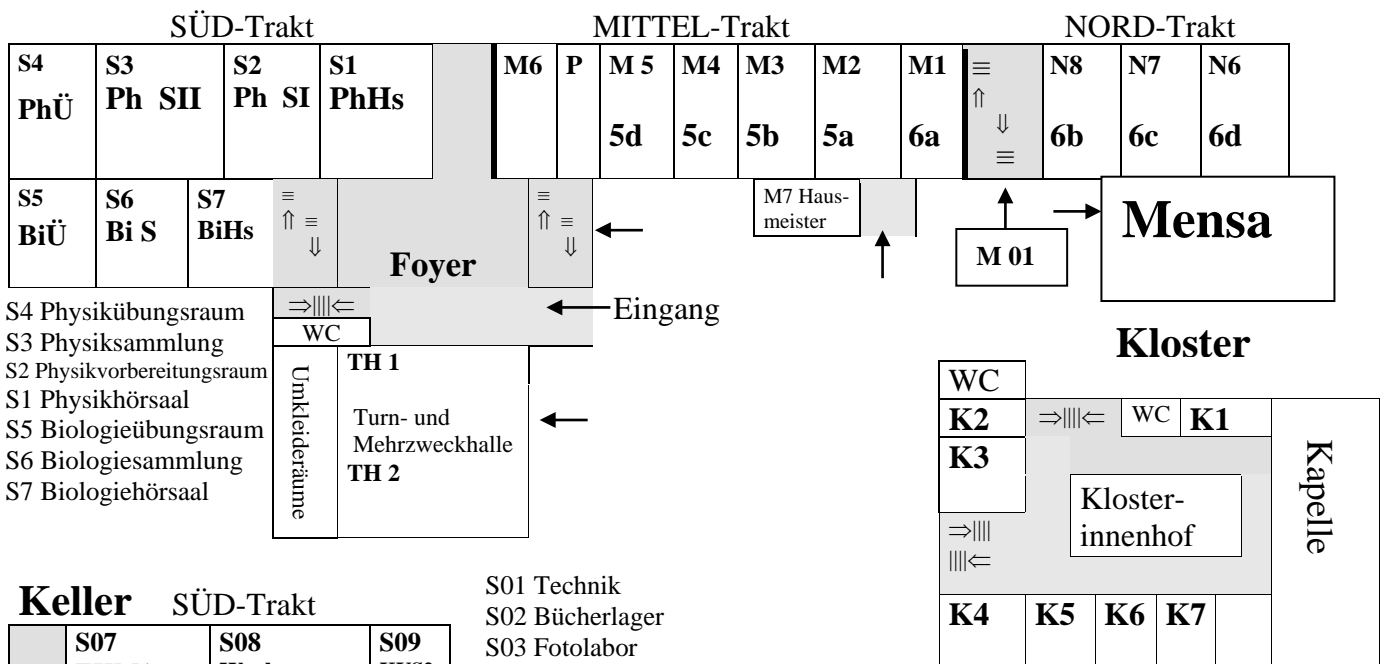 SÜD-Trakt MITTEL-Trakt NORD-Trakt
S4 S3 S2 S1 M6 P M 5 M4 M3 M2 M1 N8 N7 N6
PhÜ Ph SII Ph SI PhHs
5d 5c 5b 5a 6a 6b 6c 6d
S5 S6 S7
BiÜ Bi S BiHs
M7 Haus-
meister
M 01
Mensa
Foyer
Eingang
WC
S4 Physikübungsraum
S3 Physiksammlung
S2 Physikvorbereitungsraum
S1 Physikhörsaal
S5 Biologieübungsraum
S6 Biologiesammlung
S7 Biologiehörsaal
Umkleideräume
TH 1
Turn- und
Mehrzweckhalle
TH 2
Kloster
WC
K2 WC K1
K3
Kloster-
innenhof
Kapelle
K4 K5 K6 K7
Keller SÜD-Trakt
S07 S08 S09
S01 Technik
S02 Bücherlager
S03 Fotolabor